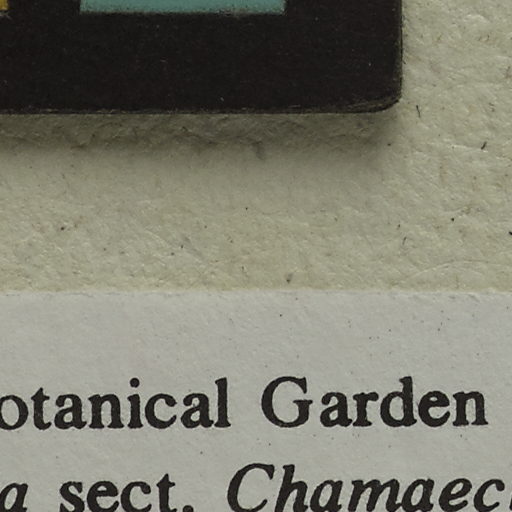 otanical Garden
a sect. Chamaec